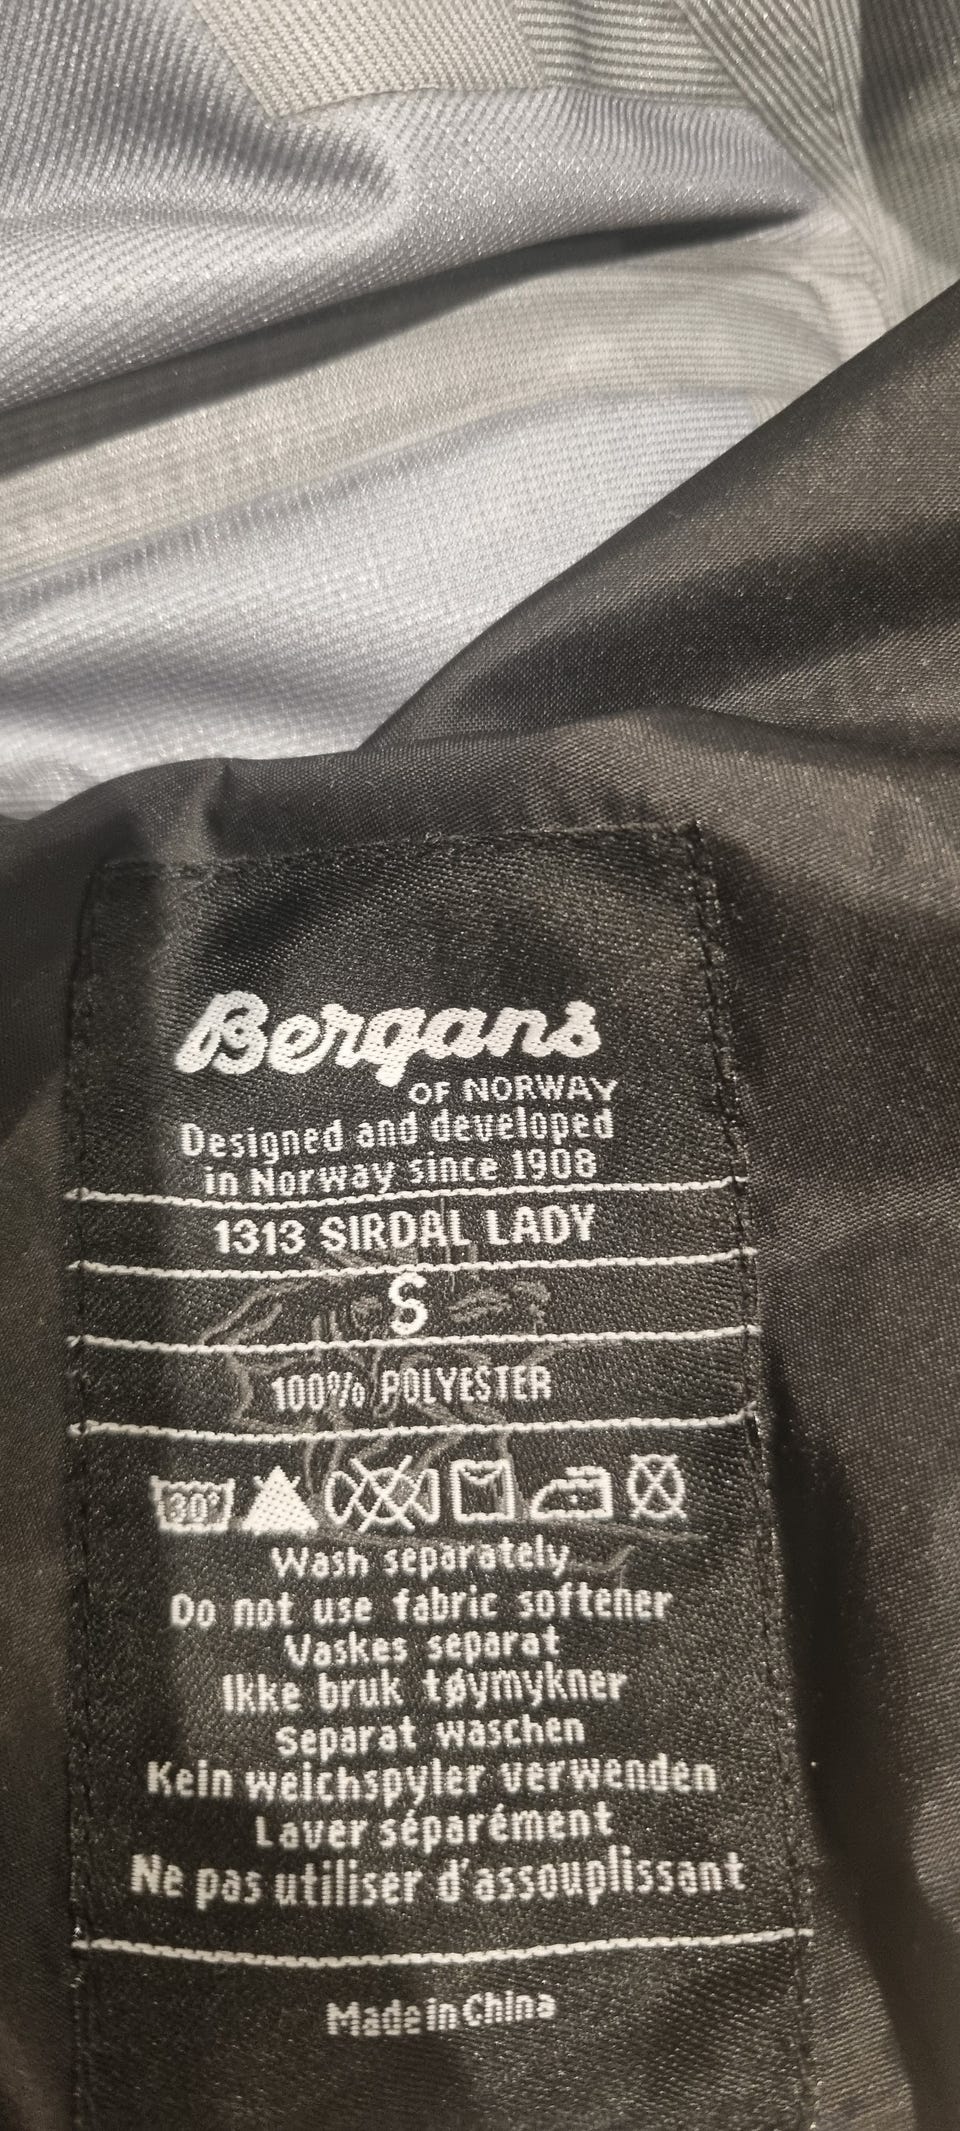 Bergans
OF NORWAY
Designed and developed
in Norway since 1908
1313 SIRDAL LADY
S
100% POLYESTER
30°
Wash separately
Do not use fabric softener
Vaskes separat
Ikke bruk tøymykner
Separat waschen
Kein weichspyler verwenden
Laver séparément
Ne pas utiliser d'assouplissant
Made in China